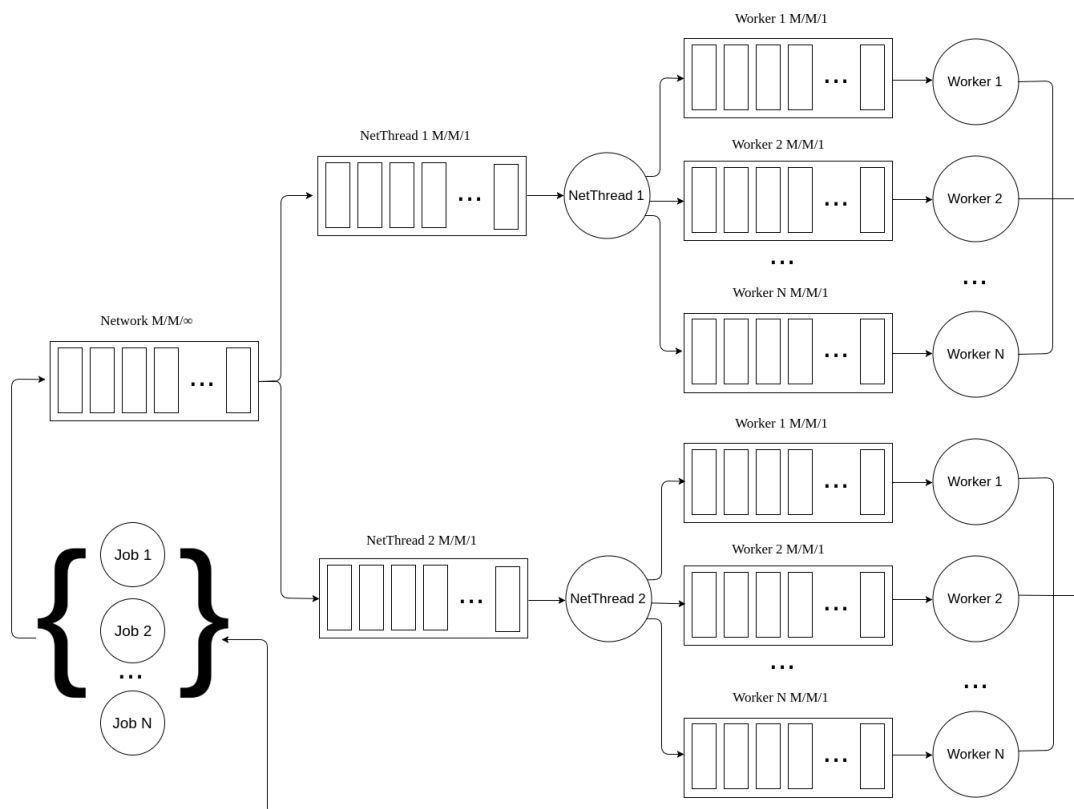 Worker 1 M/M/1
Worker 1
NetThread 1 M/M/1
Worker 2 M/M/1
NetThread 1
Worker 2
...
...
Worker N M/M/1
Network M/M/∞
Worker N
Worker 1 M/M/1
Worker 1
NetThread 2 M/M/1
Worker 2 M/M/1
Job 1
NetThread 2
Worker 2
Job 2
...
...
...
Worker N M/M/1
Job N
Worker N